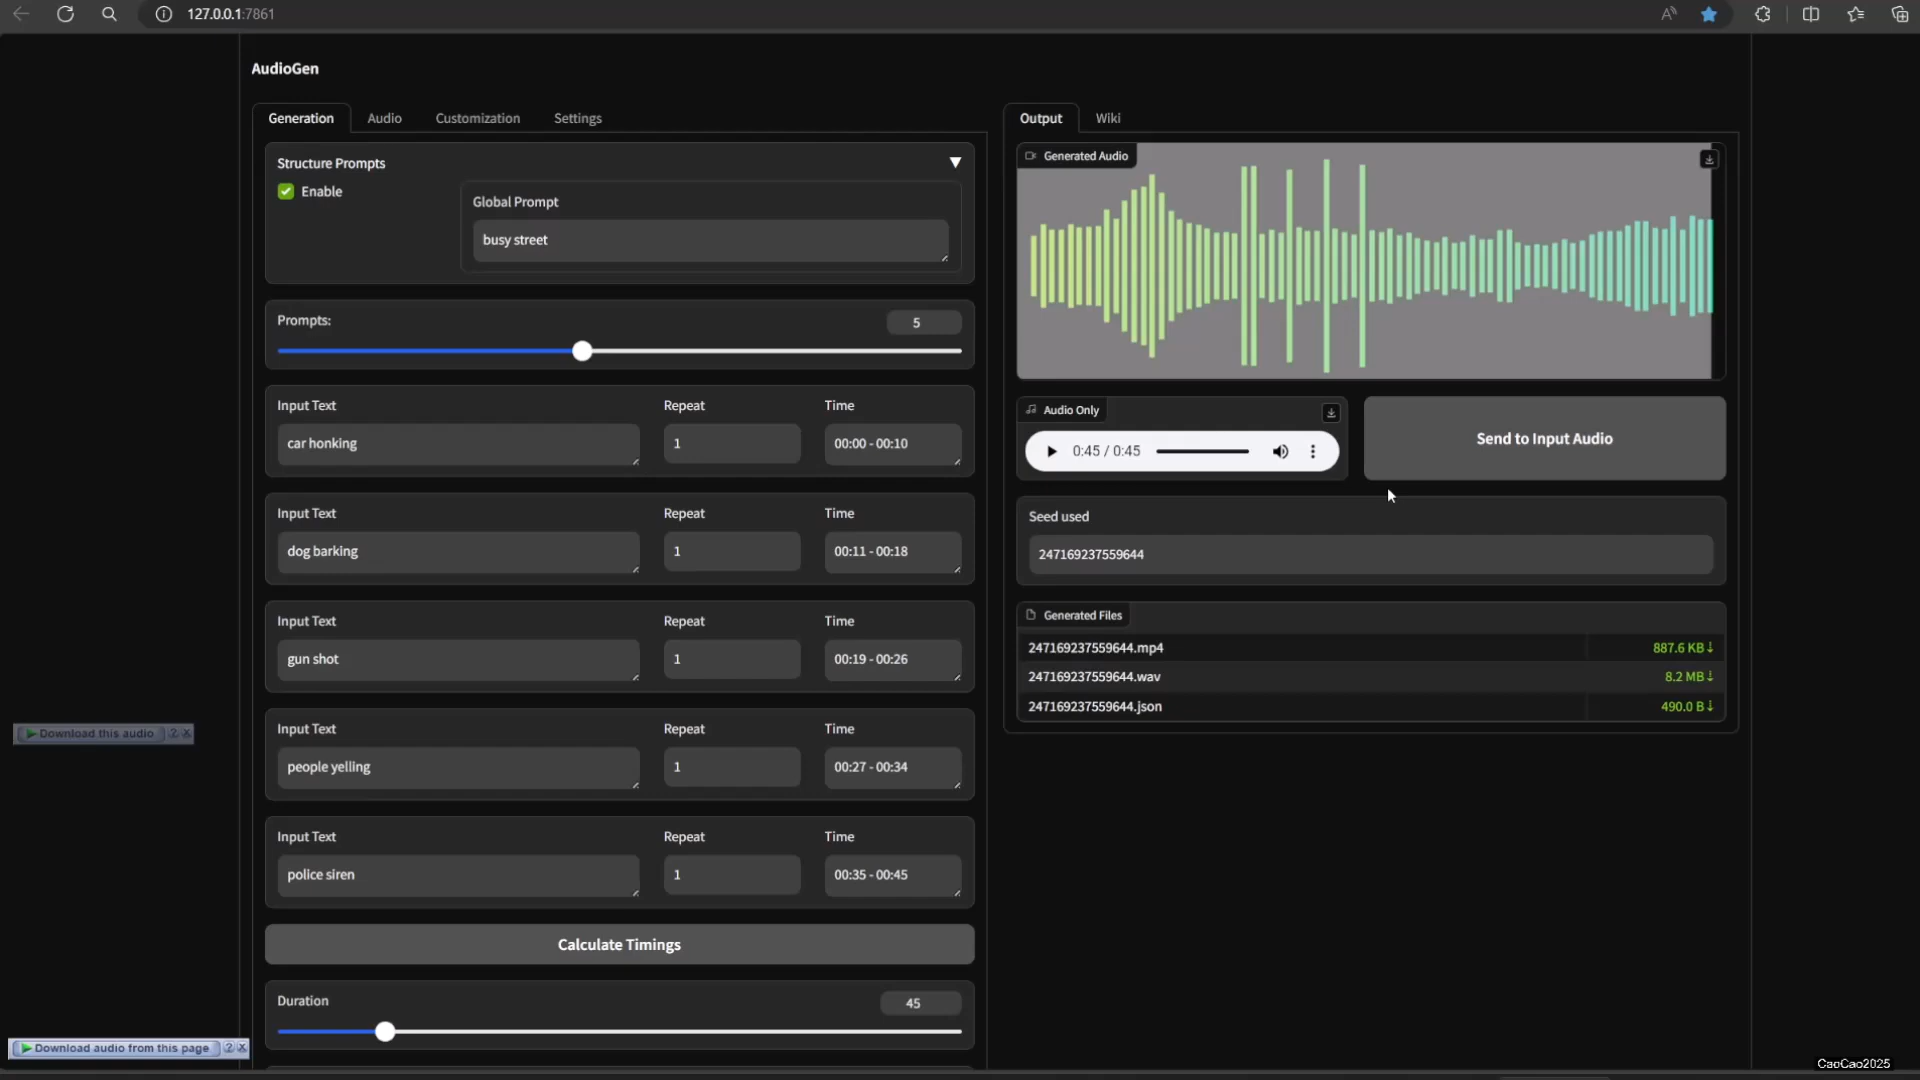 127.0.0.1:7861
AudioGen
Generation Audio Customization Settings
Structure Prompts
Enable
Global Prompt
busy street
Prompts: 5
Input Text Repeat Time
car honking 1 00:00 - 00:10
Input Text Repeat Time
dog barking 1 00:11 - 00:18
Input Text Repeat Time
gun shot 1 00:19 - 00:26
Input Text Repeat Time
people yelling 1 00:27 - 00:34
Input Text Repeat Time
police siren 1 00:35 - 00:45
Calculate Timings
Duration 45
Output Wiki
Generated Audio
Audio Only
0:45 / 0:45
Send to Input Audio
Seed used
247169237559644
Generated Files
247169237559644.mp4 887.6 KB↓
247169237559644.wav 8.2 MB↓
247169237559644.json 490.0 B↓
Download this audio ? X
Download audio from this page ? X
CaoCao2025